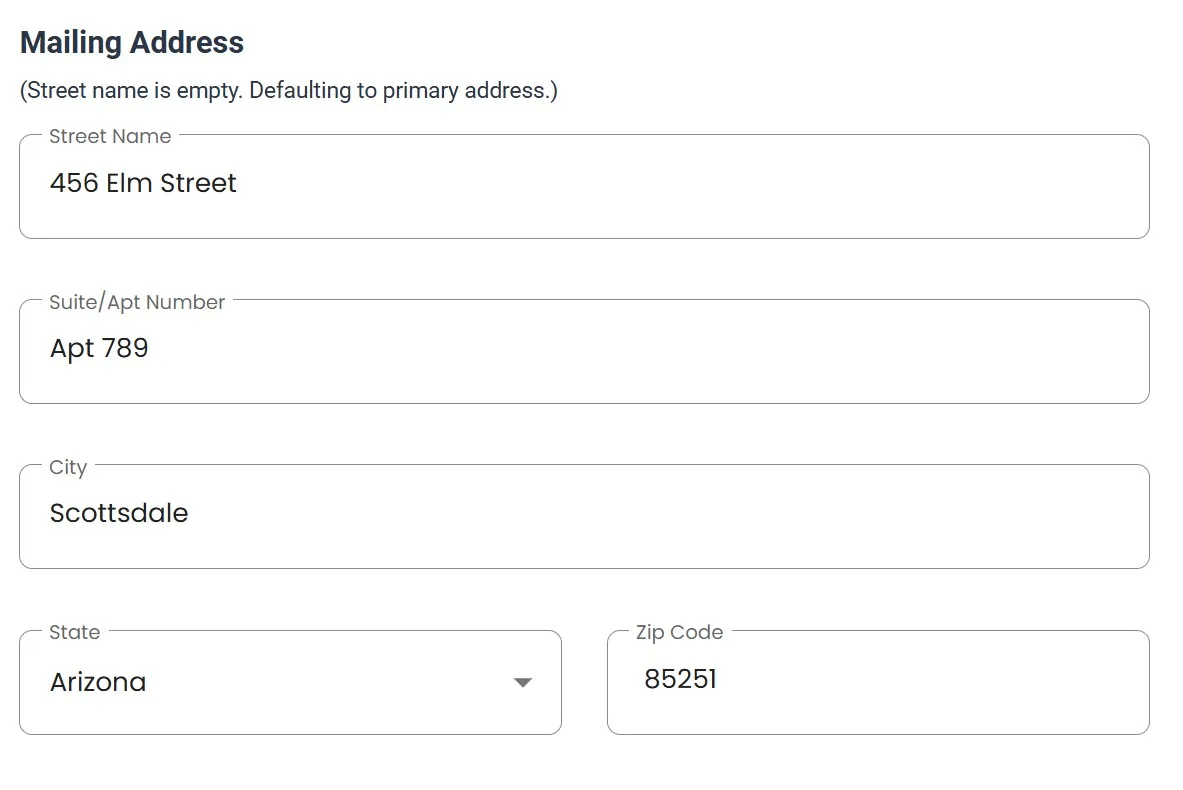 Mailing Address
(Street name is empty. Defaulting to primary address.)
Street Name
456 Elm Street
Suite/Apt Number
Apt 789
City
Scottsdale
State
Arizona
Zip Code
85251